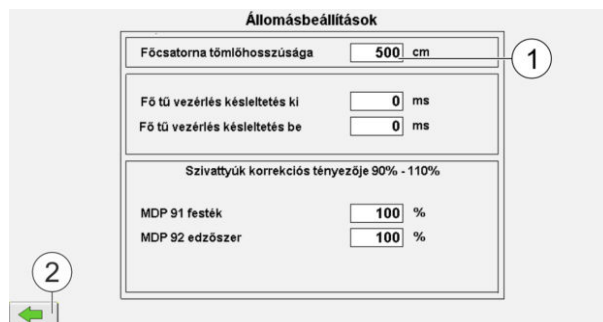 Állomásbeállítások
Főcsatorna tömlőhosszúsága 500 cm
1
Fő tű vezérlés késleltetés ki 0 ms
Fő tű vezérlés késleltetés be 0 ms
Szivattyúk korrekciós tényezője 90% - 110%
MDP 91 festék 100 %
MDP 92 edzőszer 100 %
2